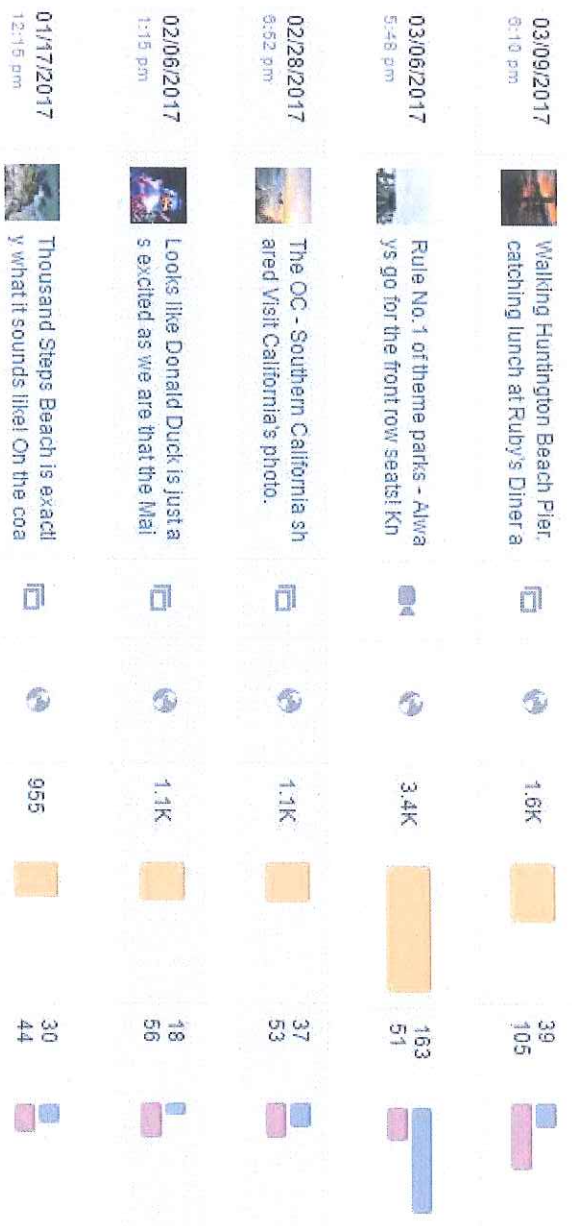 03/09/2017
6:10 pm
Walking Huntington Beach Pier,
catching lunch at Ruby's Diner a
1.6K
39
105
03/06/2017
5:48 pm
Rule No.1 of theme parks - Alwa
ys go for the front row seats! Kn
3.4K
163
51
02/28/2017
6:52 pm
The OC - Southern California sh
ared Visit California's photo.
1.1K
37
53
02/06/2017
1:15 pm
Looks like Donald Duck is just a
s excited as we are that the Mai
1.1K
18
56
01/17/2017
12:15 pm
Thousand Steps Beach is exactl
y what it sounds like! On the coa
955
30
44